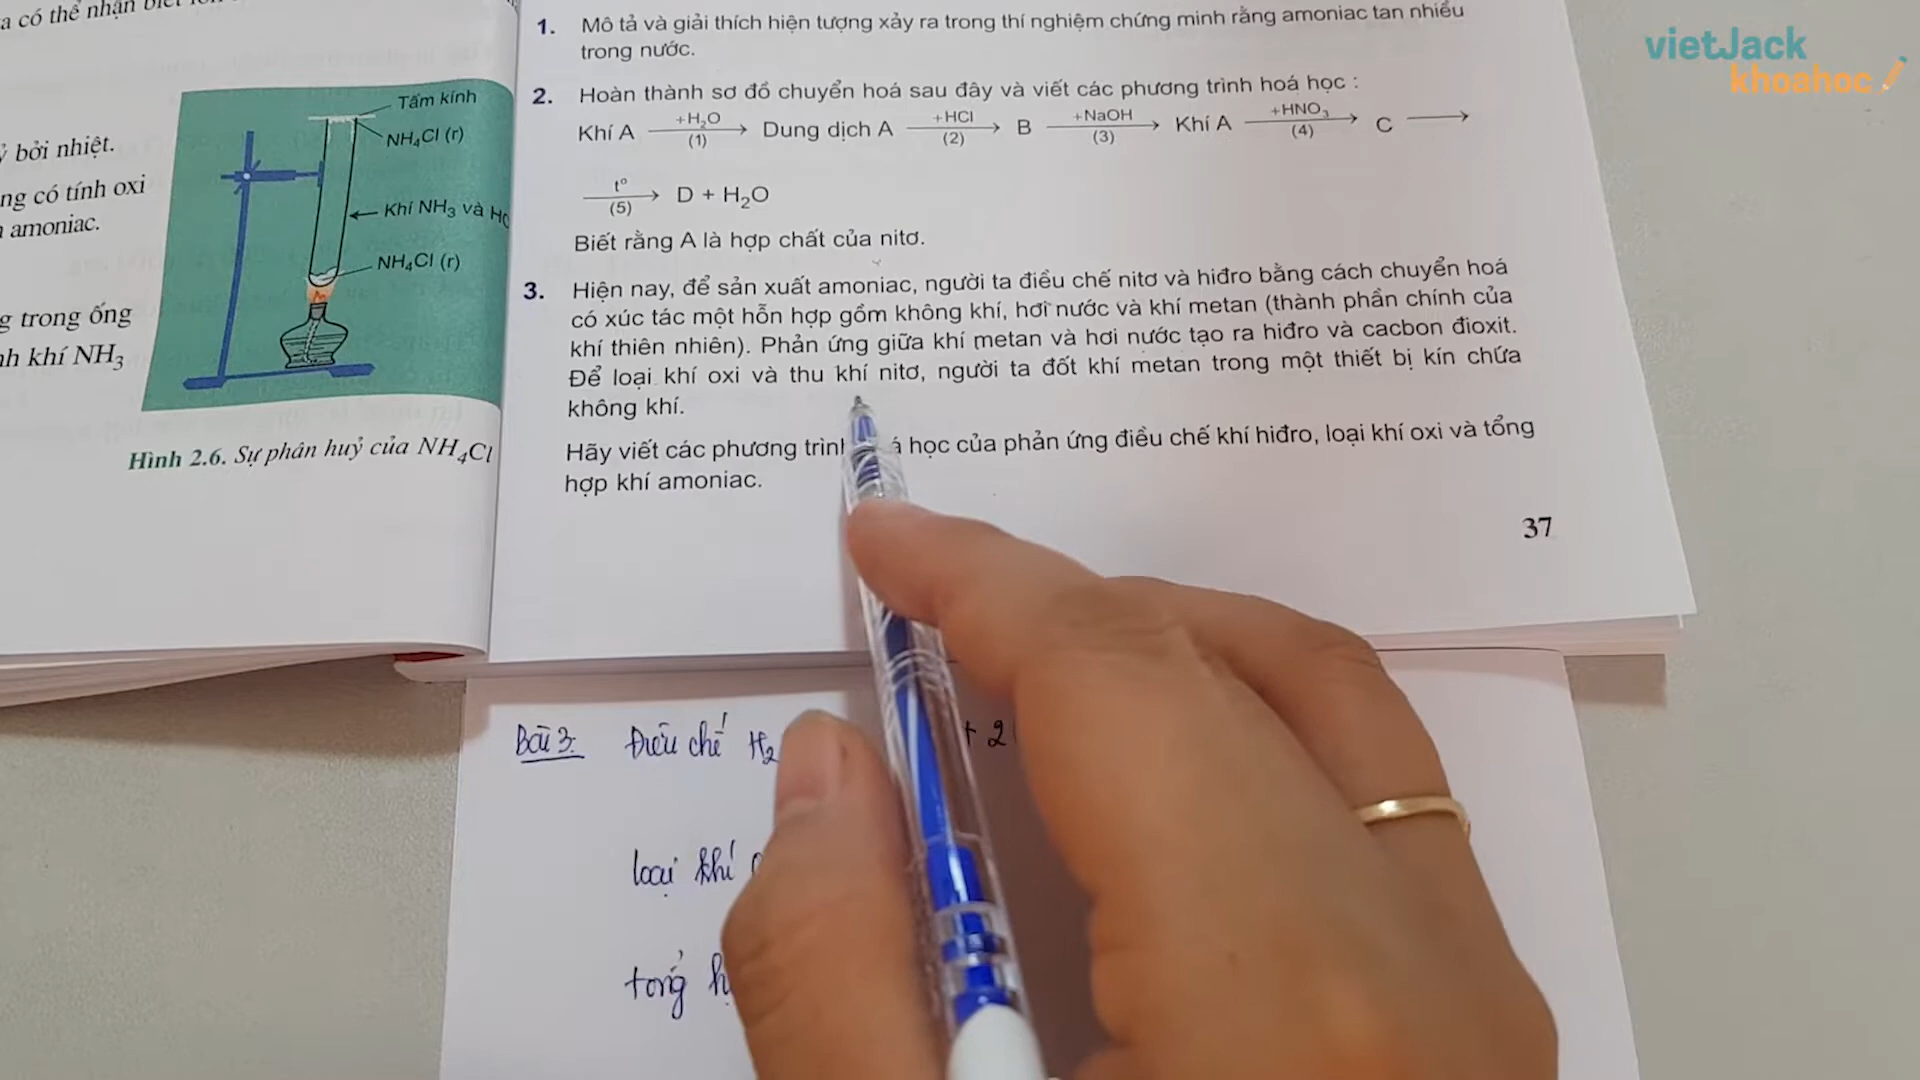 a có thể nhận biết
ỷ bởi nhiệt.
ng có tính oxi
amoniac.
g trong ống
nh khí NH₃
Tấm kính
NH₄Cl (r)
Khí NH₃ và HC
NH₄Cl (r)
Hình 2.6. Sự phân huỷ của NH₄Cl
1. Mô tả và giải thích hiện tượng xảy ra trong thí nghiệm chứng minh rằng amoniac tan nhiều
trong nước.
2. Hoàn thành sơ đồ chuyển hoá sau đây và viết các phương trình hoá học :
Khí A +H₂O (1) → Dung dịch A +HCl (2) → B +NaOH (3) → Khí A +HNO₃ (4) → C →
t° (5) → D + H₂O
Biết rằng A là hợp chất của nitơ.
3. Hiện nay, để sản xuất amoniac, người ta điều chế nitơ và hiđro bằng cách chuyển hoá
có xúc tác một hỗn hợp gồm không khí, hơi nước và khí metan (thành phần chính của
khí thiên nhiên). Phản ứng giữa khí metan và hơi nước tạo ra hiđro và cacbon đioxit.
Để loại khí oxi và thu khí nitơ, người ta đốt khí metan trong một thiết bị kín chứa
không khí.
Hãy viết các phương trình á học của phản ứng điều chế khí hiđro, loại khí oxi và tổng
hợp khí amoniac.
37
Bài 3: Điều chế H₂ + 2
loại khí
tổng h
vietJack
khoahoc